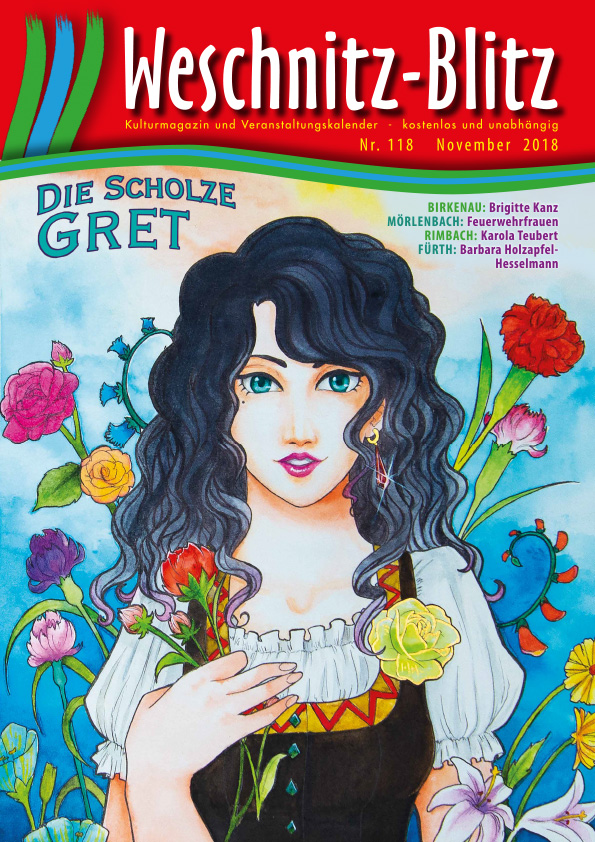 Weschnitz-Blitz
Kulturmagazin und Veranstaltungskalender - kostenlos und unabhängig
Nr. 118 November 2018
DIE SCHOLZE
GRET
BIRKENAU: Brigitte Kanz
MÖRLENBACH: Feuerwehrfrauen
RIMBACH: Karola Teubert
FÜRTH: Barbara Holzapfel-
Hesselmann